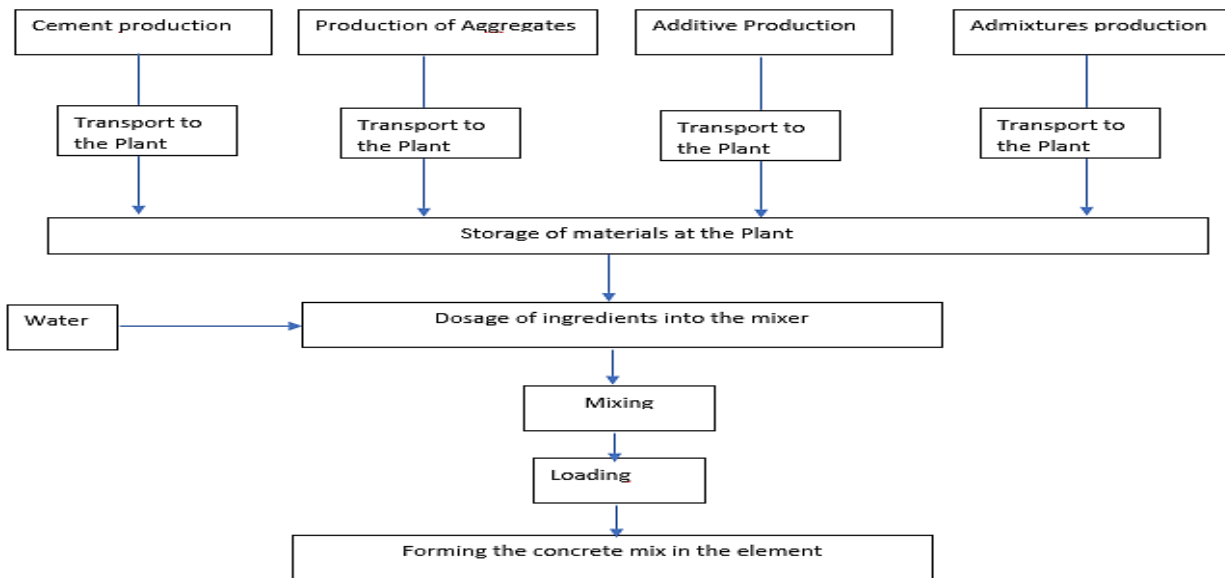 Cement production
Production of Aggregates
Additive Production
Admixtures production
Transport to
the Plant
Transport to
the Plant
Transport to
the Plant
Transport to
the Plant
Storage of materials at the Plant
Water
Dosage of ingredients into the mixer
Mixing
Loading
Forming the concrete mix in the element